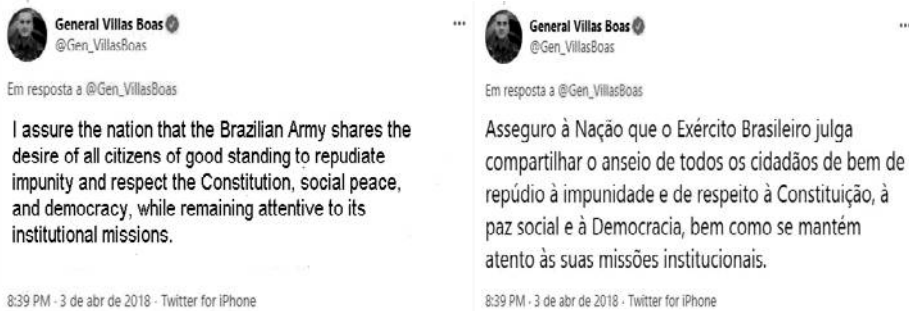 General Villas Boas
@Gen_VillasBoas
Em resposta a @Gen_VillasBoas
I assure the nation that the Brazilian Army shares the
desire of all citizens of good standing to repudiate
impunity and respect the Constitution, social peace,
and democracy, while remaining attentive to its
institutional missions.
8:39 PM · 3 de abr de 2018 · Twitter for iPhone
General Villas Boas
@Gen_VillasBoas
Em resposta a @Gen_VillasBoas
Asseguro à Nação que o Exército Brasileiro julga
compartilhar o anseio de todos os cidadãos de bem de
repúdio à impunidade e de respeito à Constituição, à
paz social e à Democracia, bem como se mantém
atento às suas missões institucionais.
8:39 PM · 3 de abr de 2018 · Twitter for iPhone